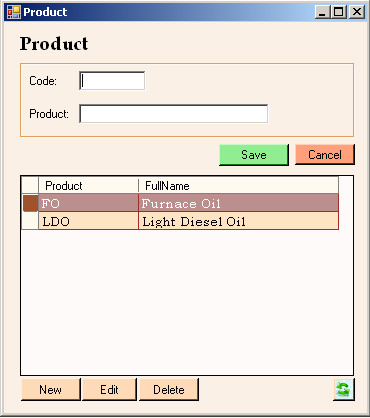 Product
Product
Code:
Product:
Save Cancel
Product FullName
FO Furnace Oil
LDO Light Diesel Oil
New Edit Delete